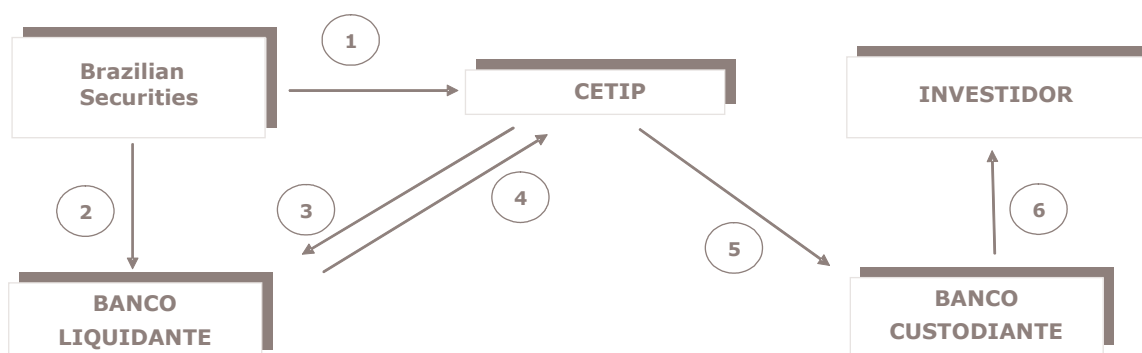 1
Brazilian
Securities
CETIP
INVESTIDOR
2
3
4
5
6
BANCO
LIQUIDANTE
BANCO
CUSTODIANTE